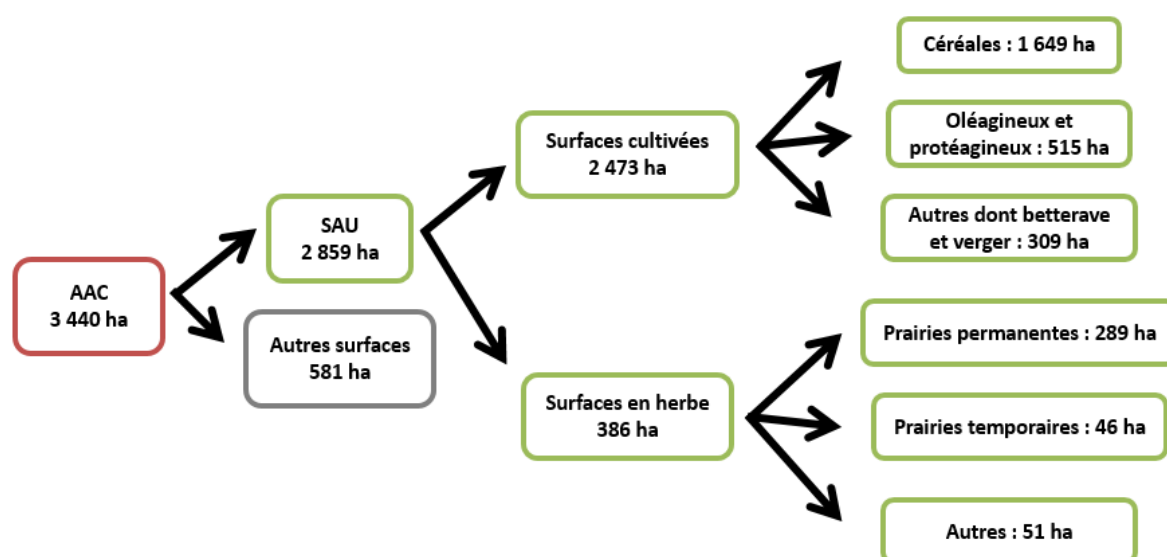 AAC
3 440 ha
SAU
2 859 ha
Autres surfaces
581 ha
Surfaces cultivées
2 473 ha
Surfaces en herbe
386 ha
Céréales : 1 649 ha
Oléagineux et
protéagineux : 515 ha
Autres dont betterave
et verger : 309 ha
Prairies permanentes : 289 ha
Prairies temporaires : 46 ha
Autres : 51 ha